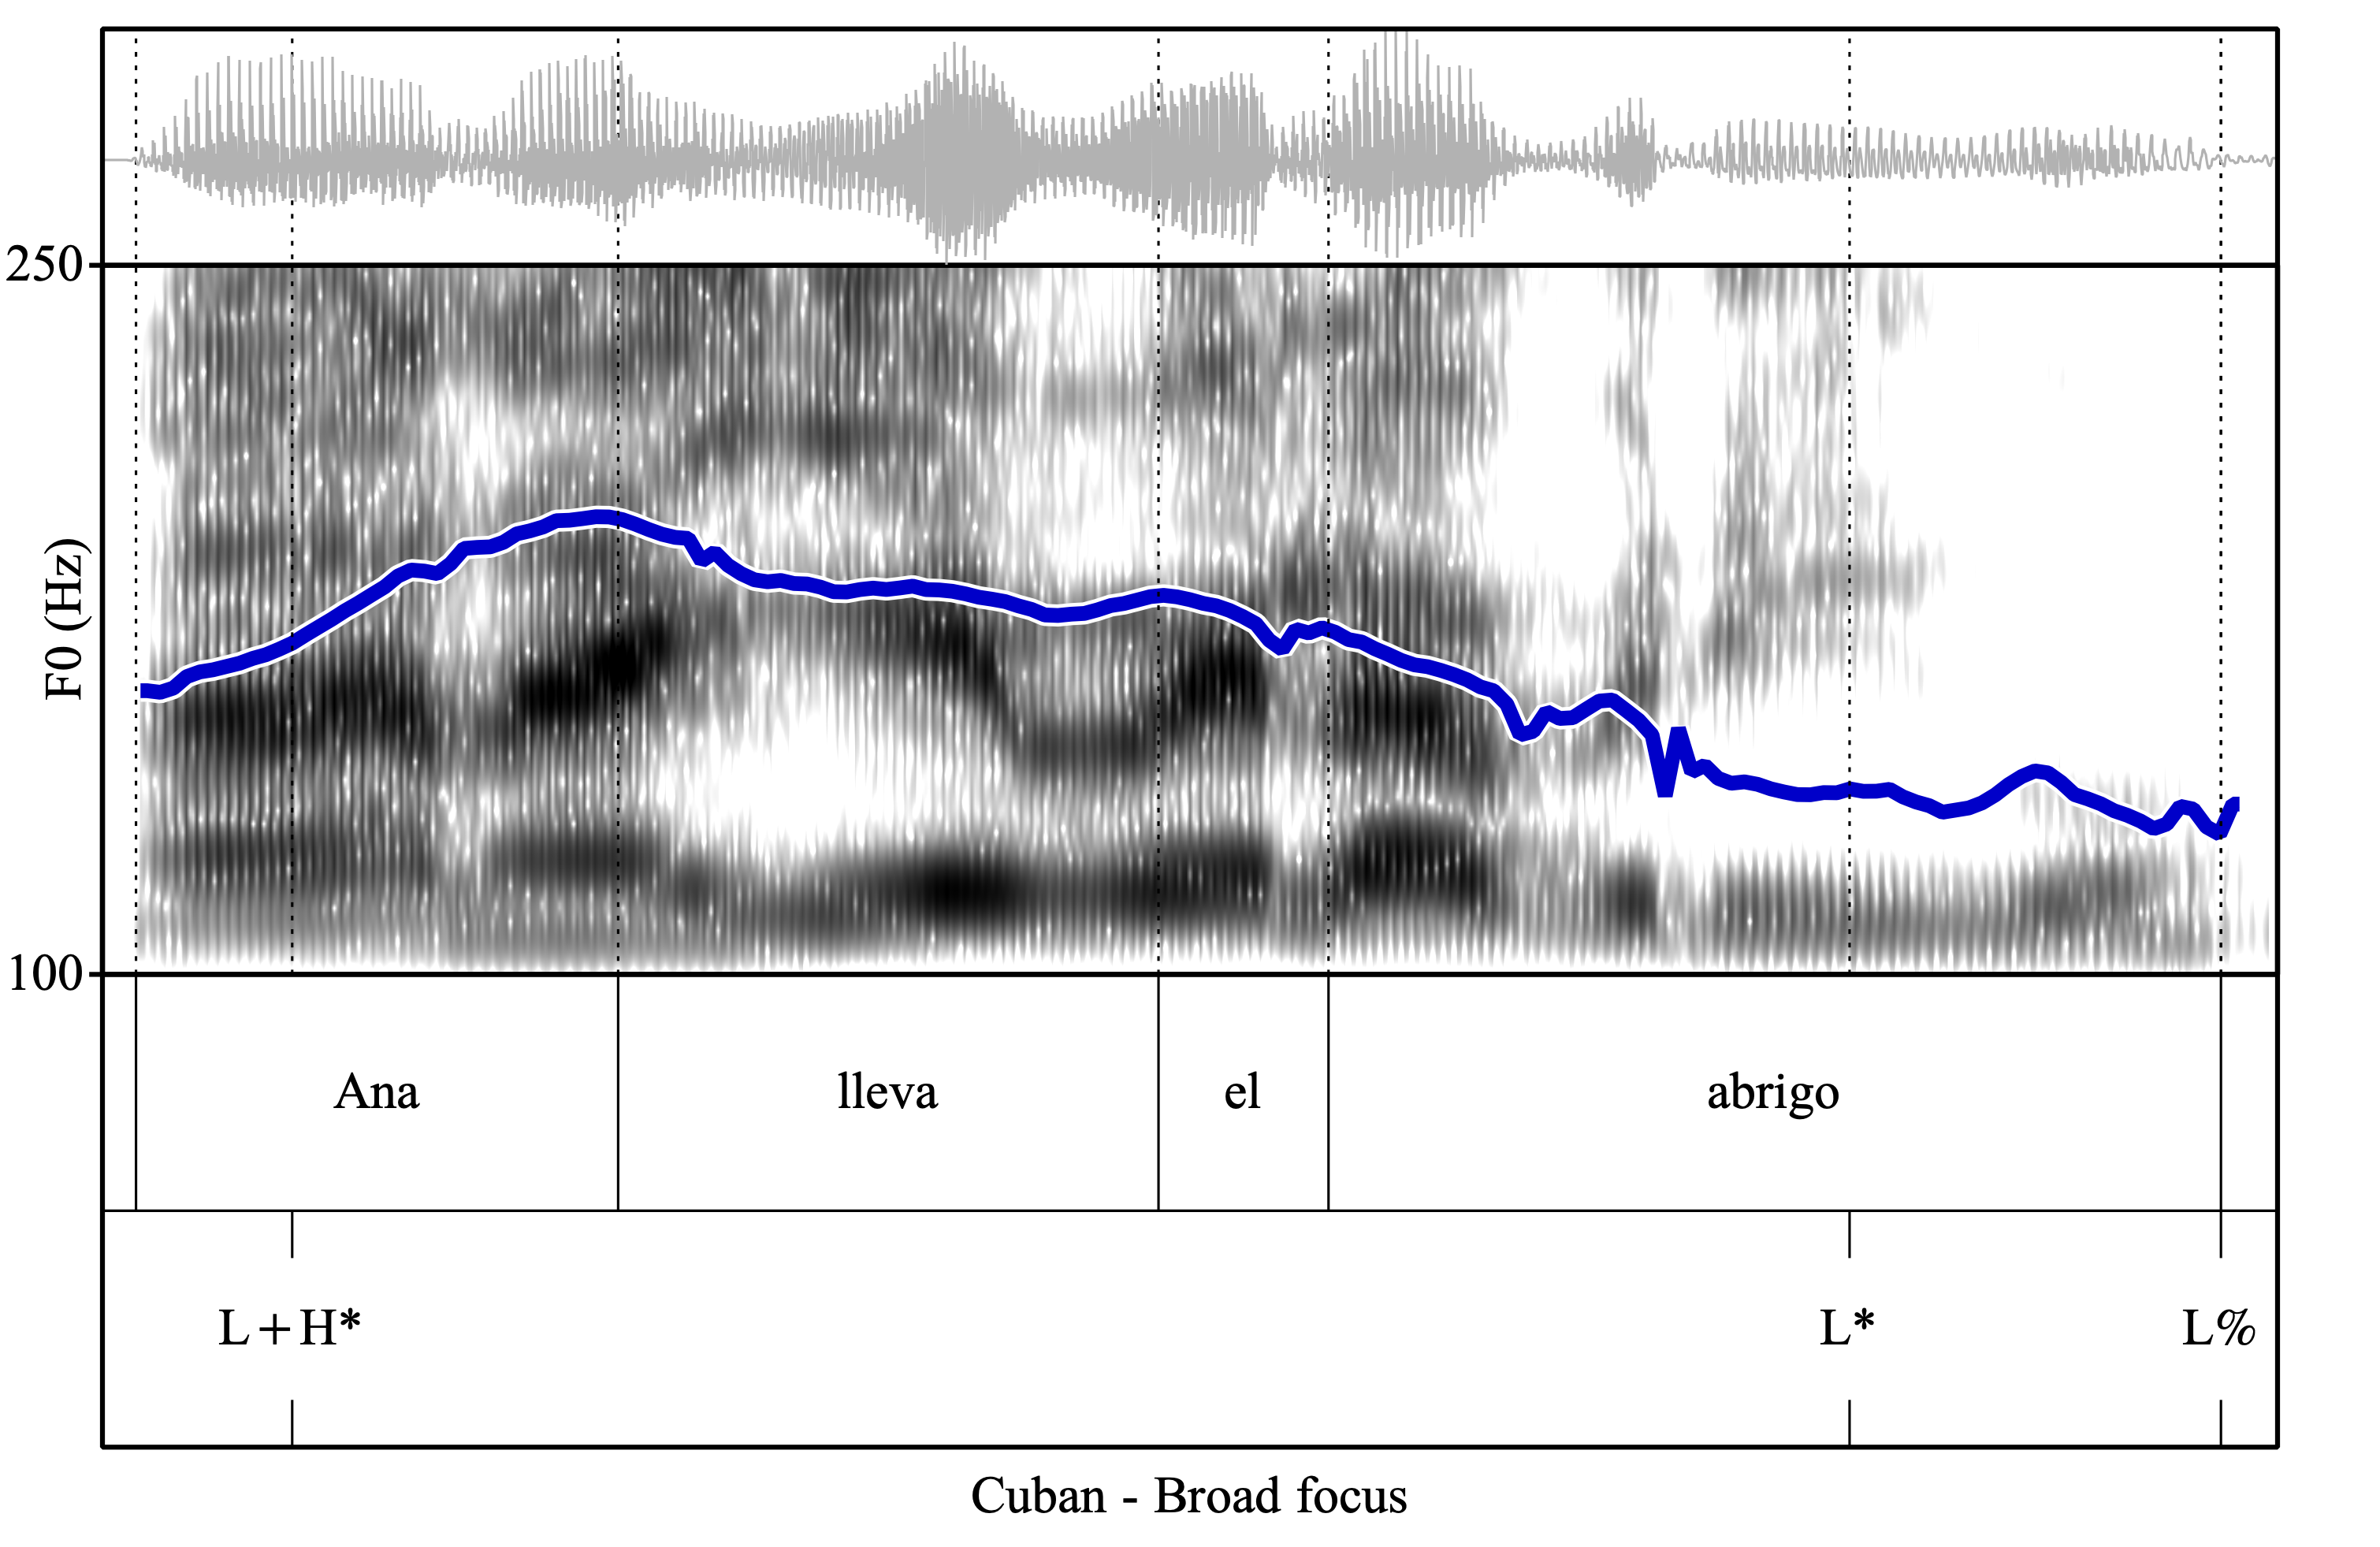 250
F0 (Hz)
100
Ana lleva el abrigo
L+H* L* L%
Cuban - Broad focus